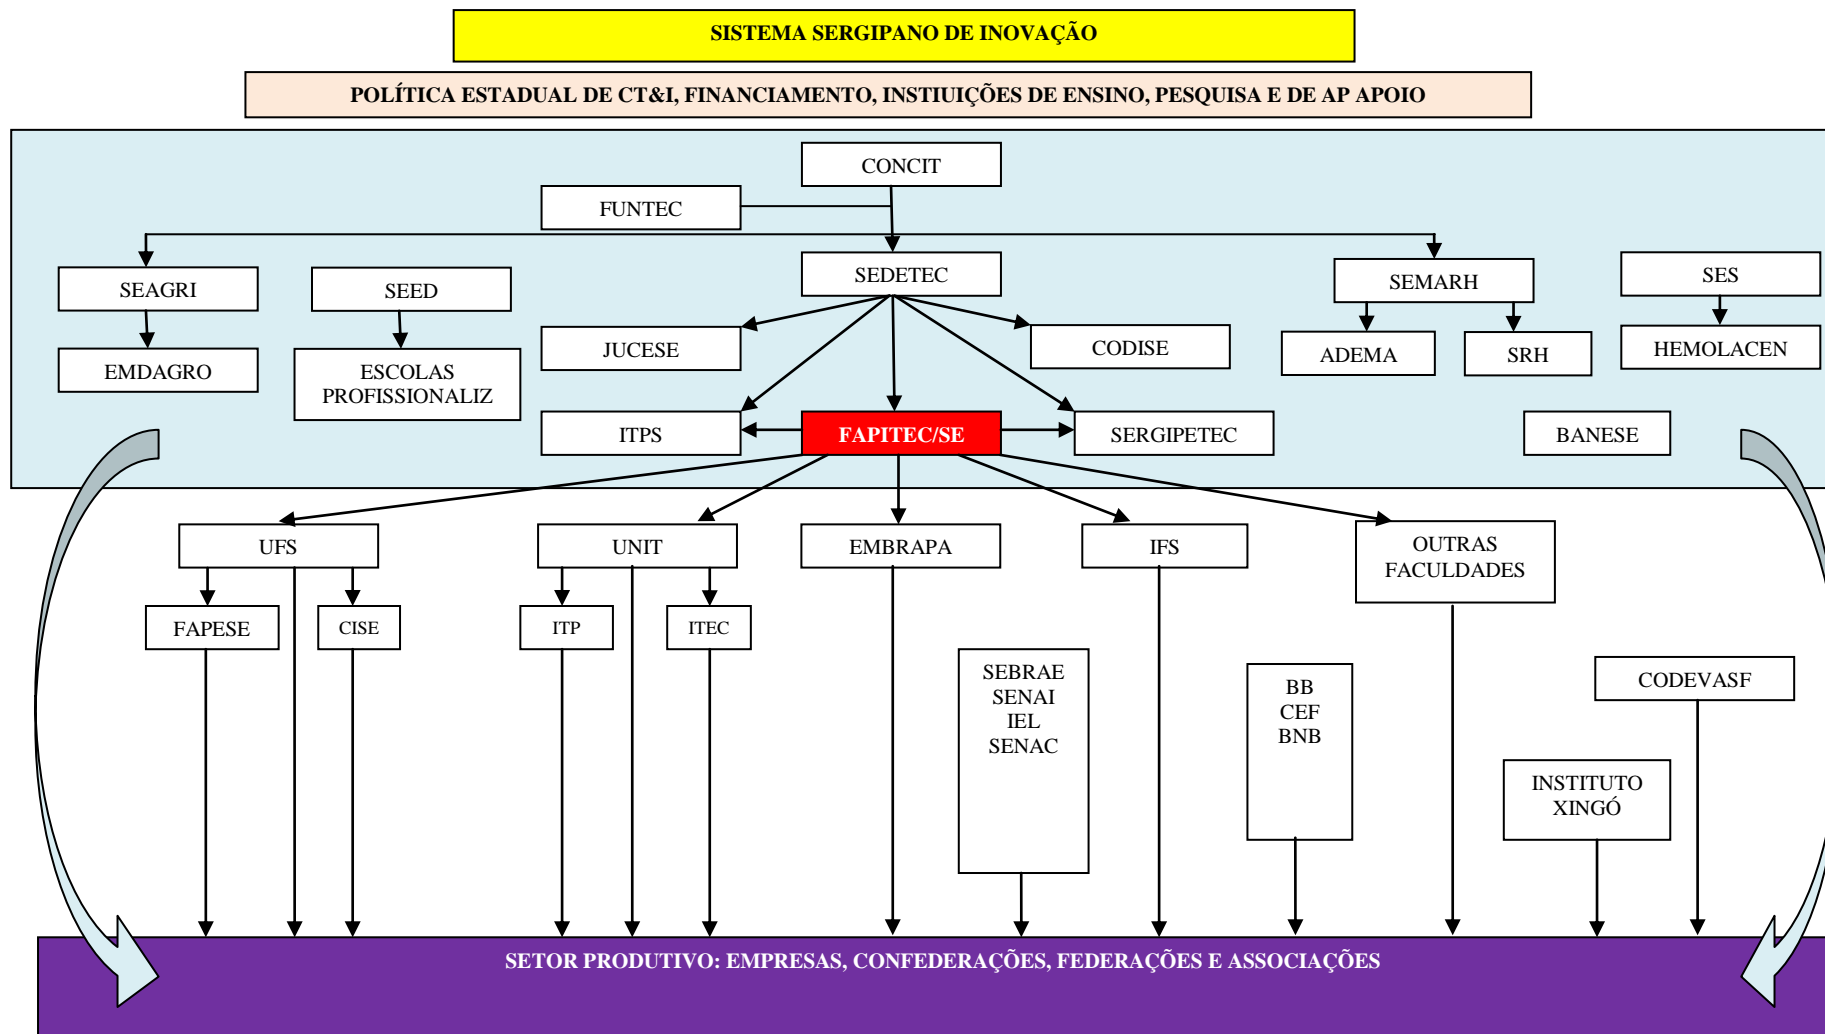 SISTEMA SERGIPANO DE INOVAÇÃO
POLÍTICA ESTADUAL DE CT&I, FINANCIAMENTO, INSTIUIÇÕES DE ENSINO, PESQUISA E DE AP APOIO
CONCIT
FUNTEC
SEAGRI
SEED
SEDETEC
SEMARH
SES
EMDAGRO
ESCOLAS
PROFISSIONALIZ
JUCESE
CODISE
ADEMA
SRH
HEMOLACEN
ITPS
FAPITEC/SE
SERGIPETEC
BANESE
UFS
UNIT
EMBRAPA
IFS
OUTRAS
FACULDADES
FAPESE
CISE
ITP
ITEC
SEBRAE
SENAI
IEL
SENAC
BB
CEF
BNB
CODEVASF
INSTITUTO
XINGÓ
SETOR PRODUTIVO: EMPRESAS, CONFEDERAÇÕES, FEDERAÇÕES E ASSOCIAÇÕES